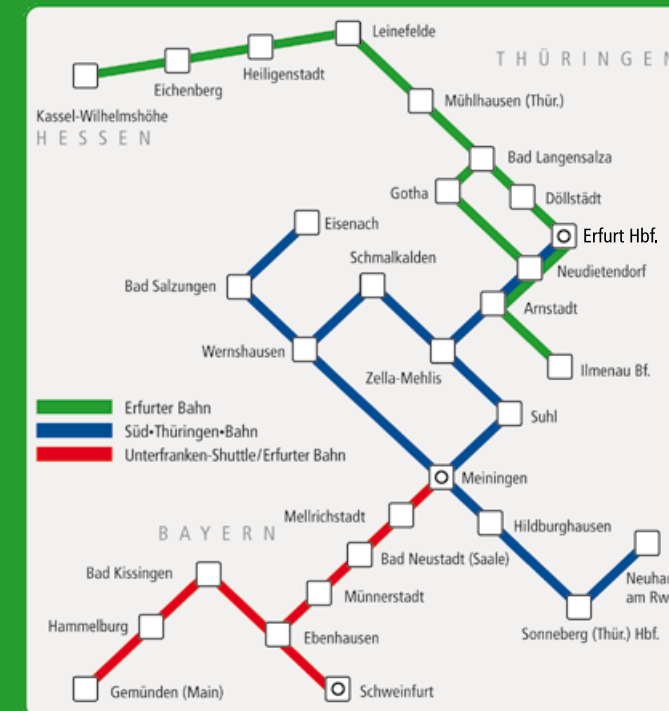 Leinefelde
THÜRINGEN
Heiligenstadt
Eichenberg
Mühlhausen (Thür.)
Kassel-Wilhelmshöhe
HESSEN
Bad Langensalza
Gotha
Döllstädt
Eisenach
Erfurt Hbf.
Schmalkalden
Neudietendorf
Bad Salzungen
Arnstadt
Wernshausen
Zella-Mehlis
Ilmenau Bf.
Erfurter Bahn
Suhl
Süd•Thüringen•Bahn
Unterfranken-Shuttle/Erfurter Bahn
Meiningen
Mellrichstadt
Hildburghausen
BAYERN
Bad Neustadt (Saale)
Bad Kissingen
Münnerstadt
am Rw
Hammelburg
Ebenhausen
Sonneberg (Thür.) Hbf.
Gemünden (Main)
Schweinfurt